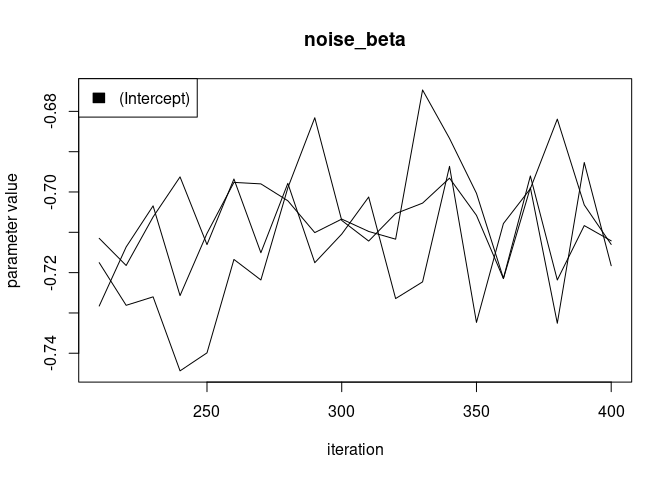 noise_beta
(Intercept)
parameter value
-0.68
-0.70
-0.72
-0.74
250 300 350 400
iteration